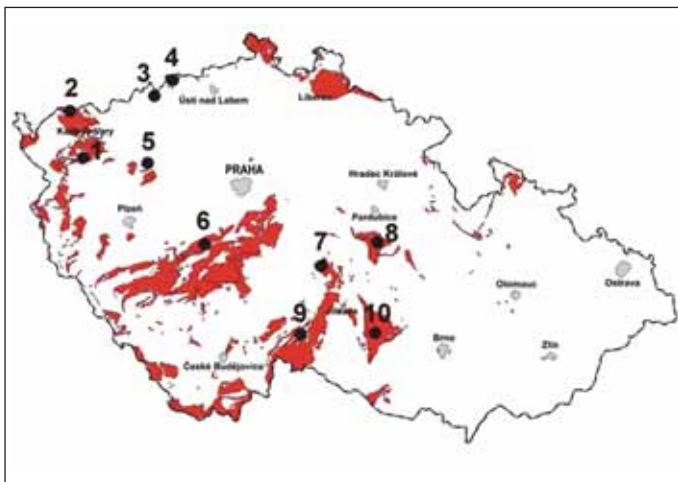 4
3
2
Ústí nad Labem
Liberec
Karlovy Vary
1
5
PRAHA
Hradec Králové
Plzeň
Pardubice
6
8
7
Ostrava
Olomouc
Jihlava
9
10
Brno
Zlín
České Budějovice